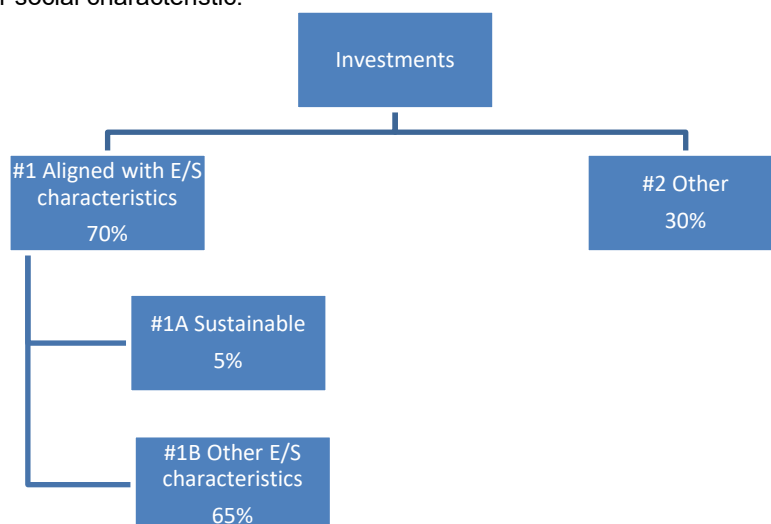 social characteristic.
Investments
#1 Aligned with E/S
characteristics
70%
#2 Other
30%
#1A Sustainable
5%
#1B Other E/S
characteristics
65%